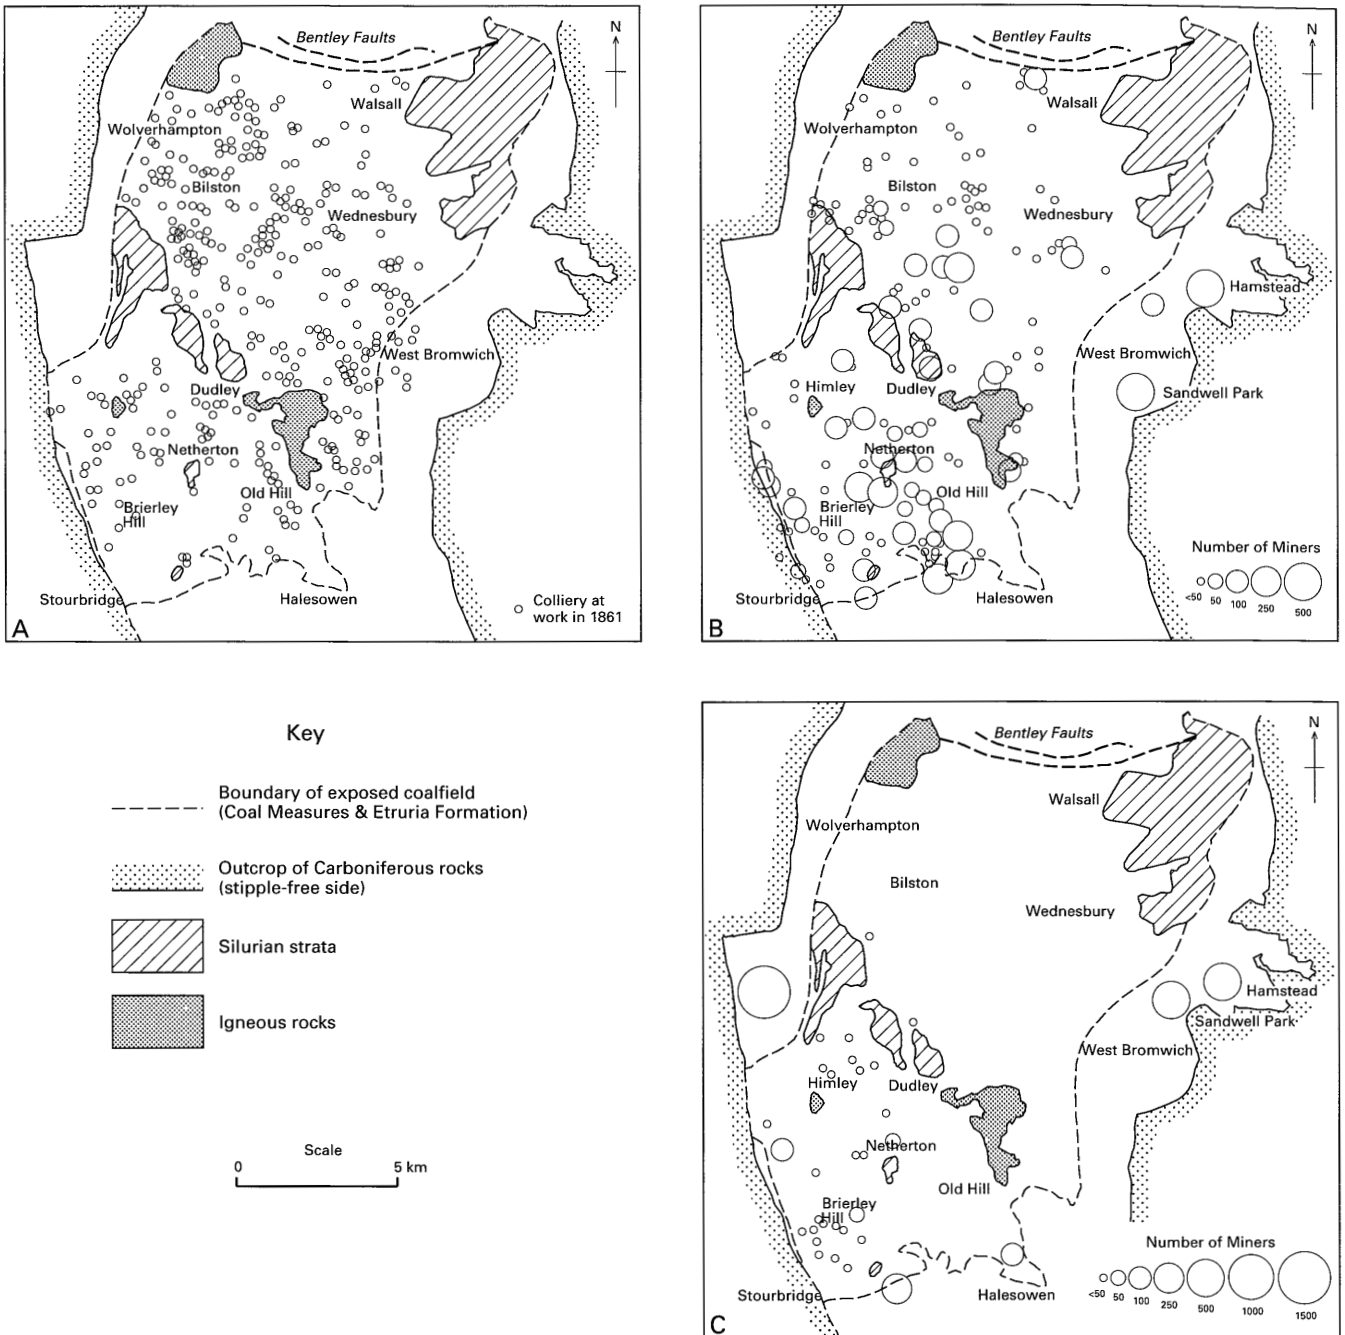 Bentley Faults
N
Walsall
Wolverhampton
Bilston
Wednesbury
West Bromwich
Dudley
Netherton
Old Hill
Brierley
Hill
Stourbridge
Halesowen
Colliery at
work in 1861
A
Bentley Faults
N
Walsall
Wolverhampton
Bilston
Wednesbury
Hamstead
West Bromwich
Himley
Dudley
Sandwell Park
Netherton
Old Hill
Brierley
Hill
Number of Miners
<50 50 100 250 500
Stourbridge
Halesowen
B
Key
Boundary of exposed coalfield
(Coal Measures & Etruria Formation)
Outcrop of Carboniferous rocks
(stipple-free side)
Silurian strata
Igneous rocks
Scale
0 5 km
Bentley Faults
N
Walsall
Wolverhampton
Bilston
Wednesbury
Hamstead
Sandwell Park
West Bromwich
Himley
Dudley
Netherton
Old Hill
Brierley
Hill
Number of Miners
<50 50 100 250 500 1000 1500
Stourbridge
Halesowen
C